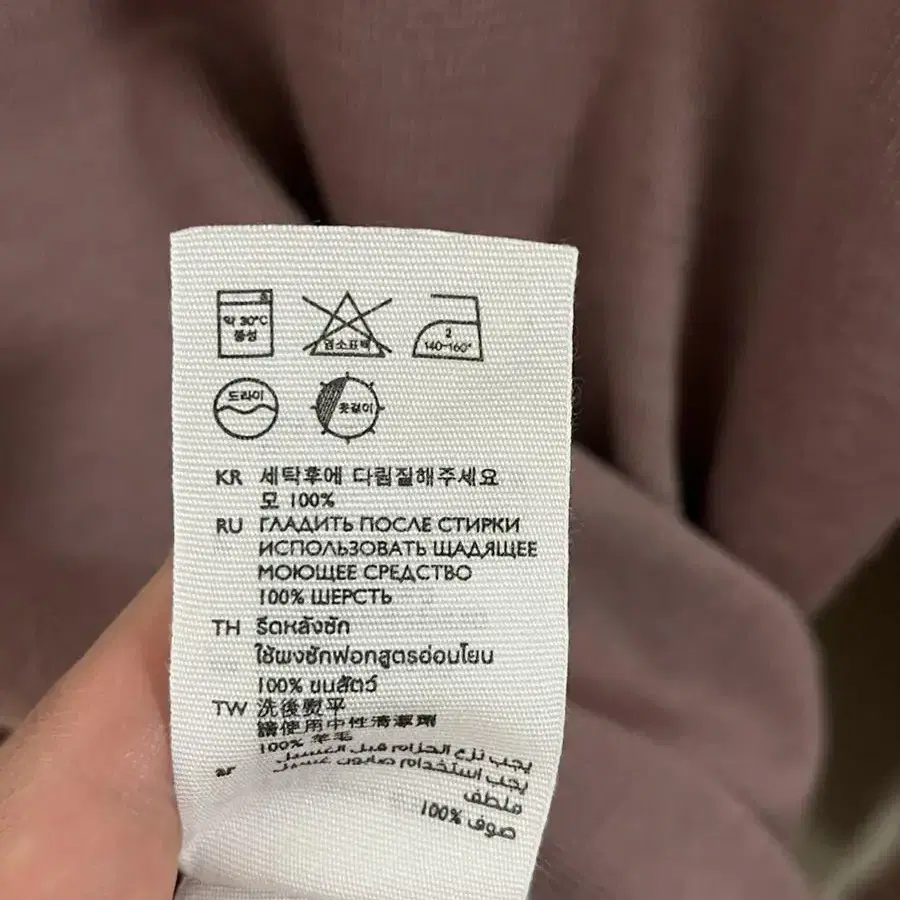 약 30°C
중성
염소표백
2
140~160°
드라이
옷걸이
KR 세탁후에 다림질해주세요
모 100%
RU ГЛАДИТЬ ПОСЛЕ СТИРКИ
ИСПОЛЬЗОВАТЬ ЩАДЯЩЕЕ
МОЮЩЕЕ СРЕДСТВО
100% ШЕРСТЬ
TH รีดหลังซัก
ใช้ผงซักฟอกสูตรอ่อนโยน
100% ขนสัตว์
TW 洗後熨平
請使用中性清潔劑
100% 羊毛
يجب نزع الحزام قبل الغسيل
يجب استخدام صابون غسيل
ملطف
100% صوف